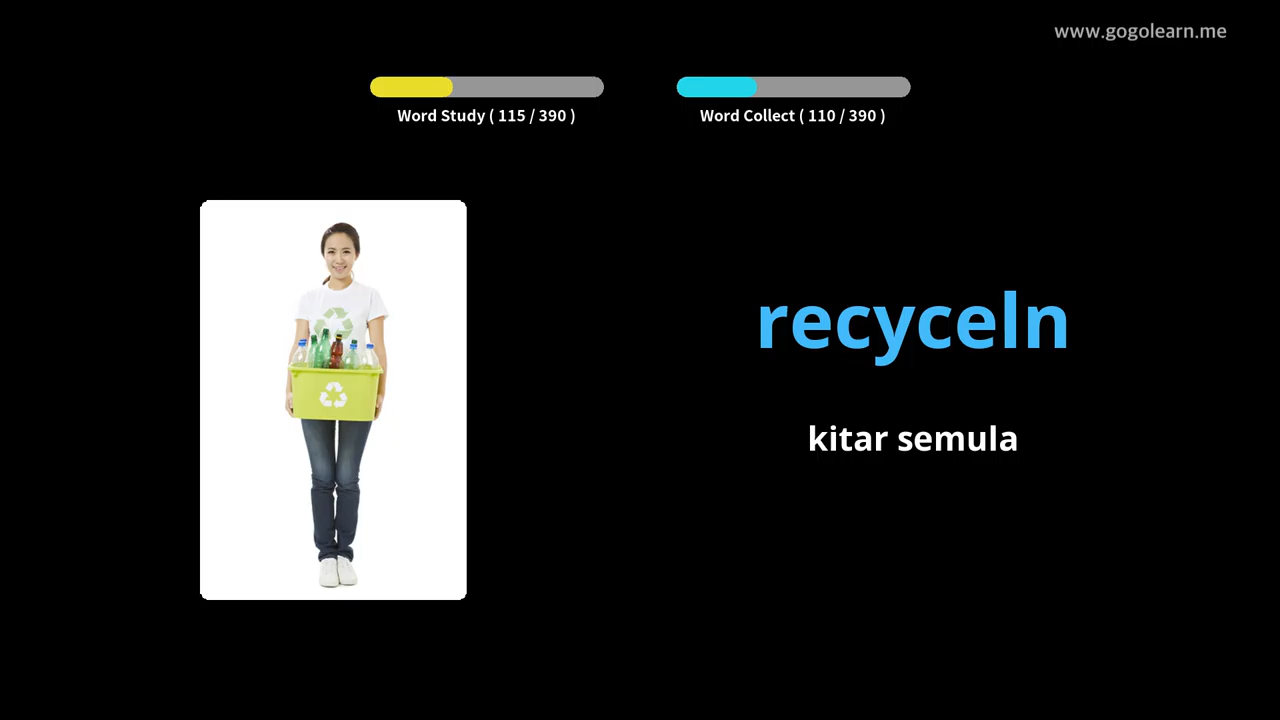 www.gogolearn.me
Word Study ( 115 / 390 )
Word Collect ( 110 / 390 )
recyceln
kitar semula